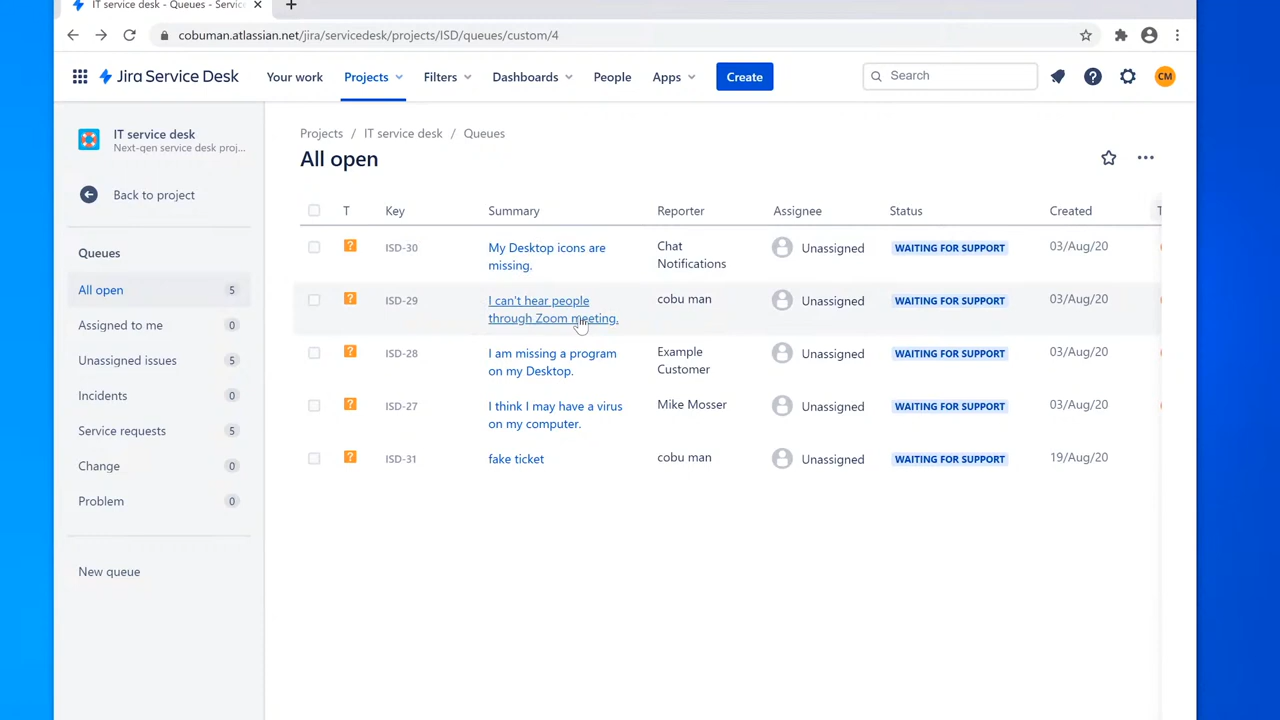 IT service desk - Queues - Servic
cobuman.atlassian.net/jira/servicedesk/projects/ISD/queues/custom/4
Jira Service Desk Your work Projects Filters Dashboards People Apps Create Search CM
IT service desk
Next-gen service desk proj...
Back to project
Queues
All open 5
Assigned to me 0
Unassigned issues 5
Incidents 0
Service requests 5
Change 0
Problem 0
New queue
Projects / IT service desk / Queues
All open
T Key Summary Reporter Assignee Status Created T
ISD-30 My Desktop icons are missing. Chat Notifications Unassigned WAITING FOR SUPPORT 03/Aug/20
ISD-29 I can't hear people through Zoom meeting. cobu man Unassigned WAITING FOR SUPPORT 03/Aug/20
ISD-28 I am missing a program on my Desktop. Example Customer Unassigned WAITING FOR SUPPORT 03/Aug/20
ISD-27 I think I may have a virus on my computer. Mike Mosser Unassigned WAITING FOR SUPPORT 03/Aug/20
ISD-31 fake ticket cobu man Unassigned WAITING FOR SUPPORT 19/Aug/20